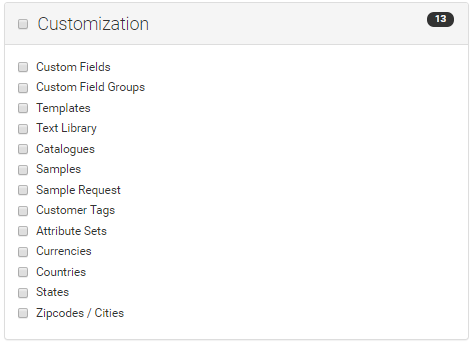 Customization 13
Custom Fields
Custom Field Groups
Templates
Text Library
Catalogues
Samples
Sample Request
Customer Tags
Attribute Sets
Currencies
Countries
States
Zipcodes / Cities